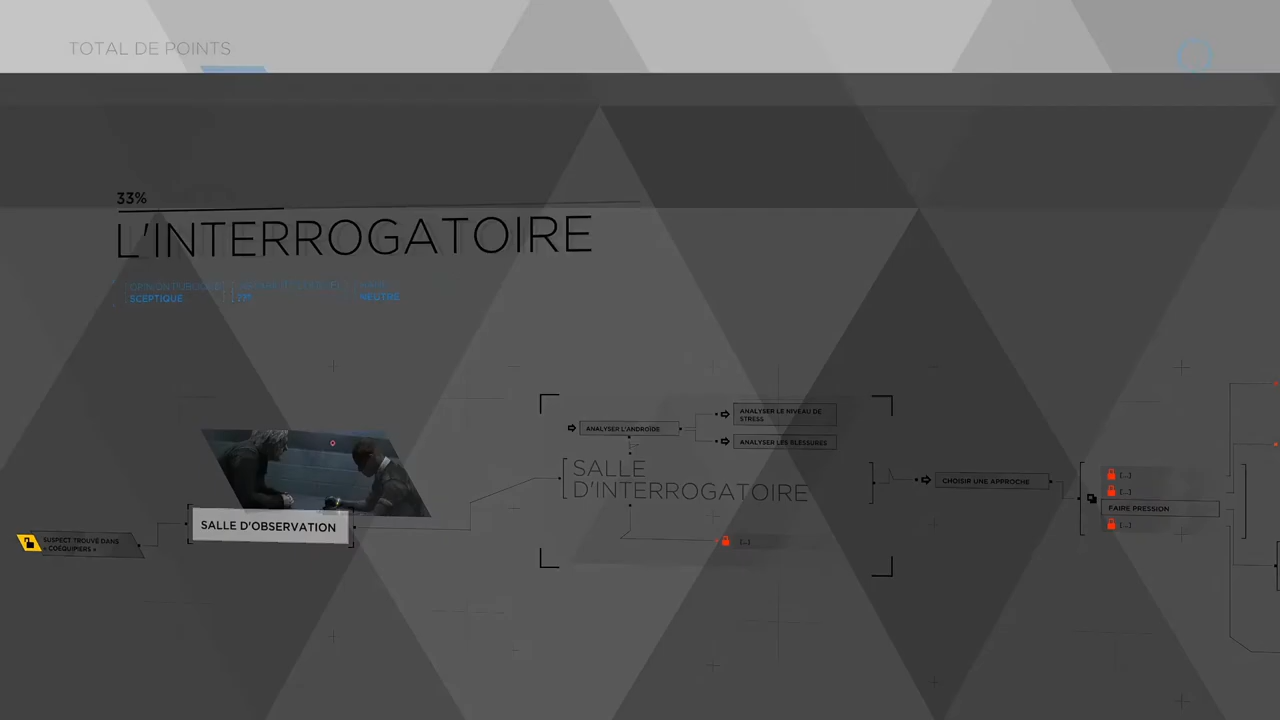 TOTAL DE POINTS
33%
L'INTERROGATOIRE
SCEPTIQUE
NEUTRE
ANALYSER L'ANDROÏDE
ANALYSER LE NIVEAU DE
STRESS
ANALYSER LES BLESSURES
SALLE
D'INTERROGATOIRE
CHOISIR UNE APPROCHE
[...]
[...]
FAIRE PRESSION
[...]
SALLE D'OBSERVATION
SUSPECT TROUVÉ DANS
« COÉQUIPIERS »
[...]